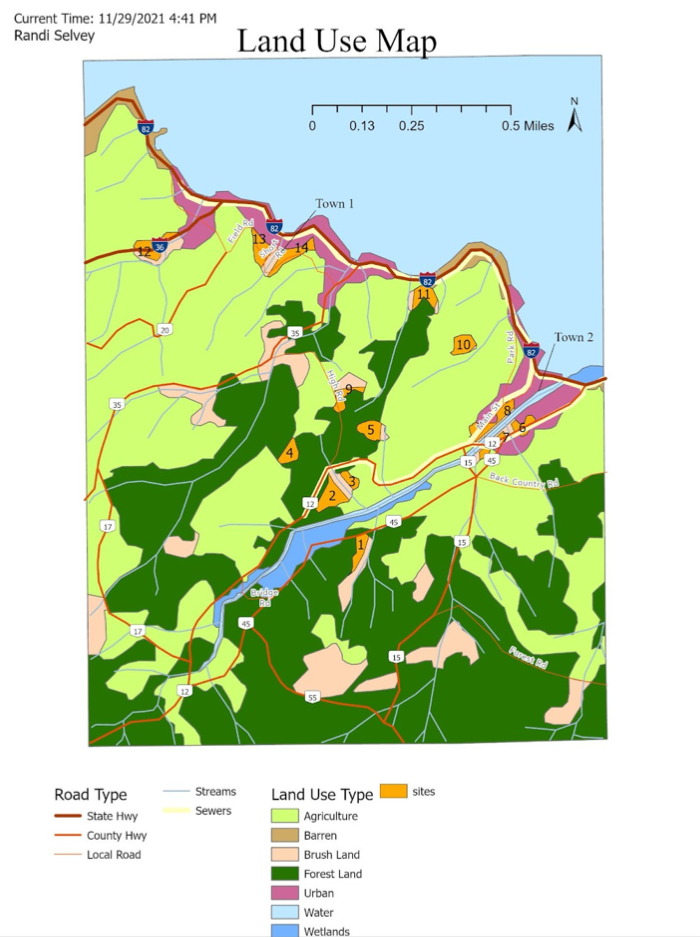 Current Time: 11/29/2021 4:41 PM
Randi Selvey
Land Use Map
N
0 0.13 0.25 0.5 Miles
82
Town 1
Field Rd
82
13
Short Rd
14
36
12
82
11
20
35
10
Park Rd
82
Town 2
High Rd
9
35
8
Main St
5
6
7
12
4
15
45
3
Back Country Rd
2
12
17
45
1
15
Bridge Rd
45
17
15
Forest Rd
12
55
Road Type
State Hwy
County Hwy
Local Road
Streams
Sewers
Land Use Type
sites
Agriculture
Barren
Brush Land
Forest Land
Urban
Water
Wetlands